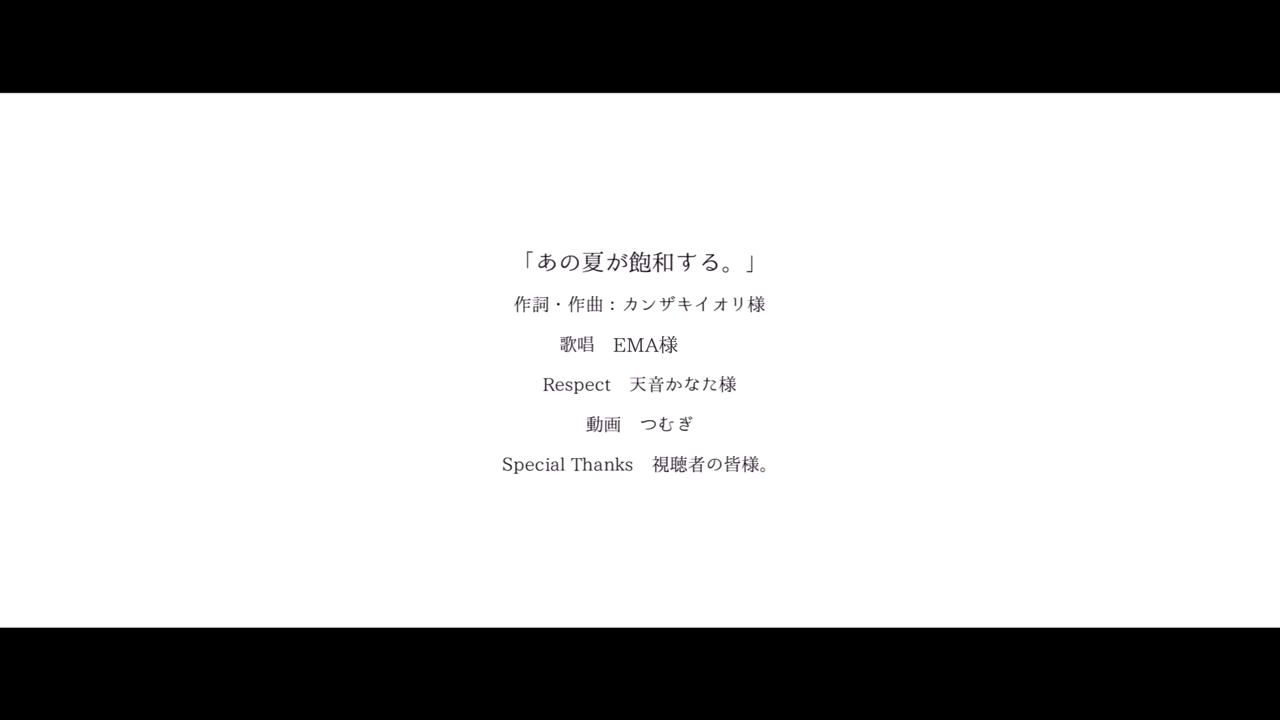 「あの夏が飽和する。」
作詞・作曲：カンザキイオリ様
歌唱　EMA様
Respect　天音かなた様
動画　つむぎ
Special Thanks　視聴者の皆様。